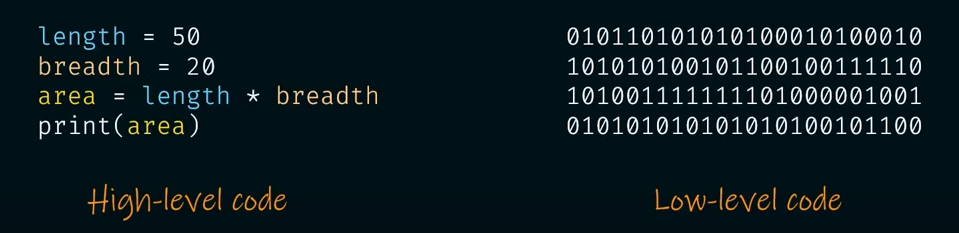 length = 50
breadth = 20
area = length * breadth
print(area)
High-level code
010110101010100010100010
101010100101100100111110
101001111111101000001001
010101010101010100101100
Low-level code